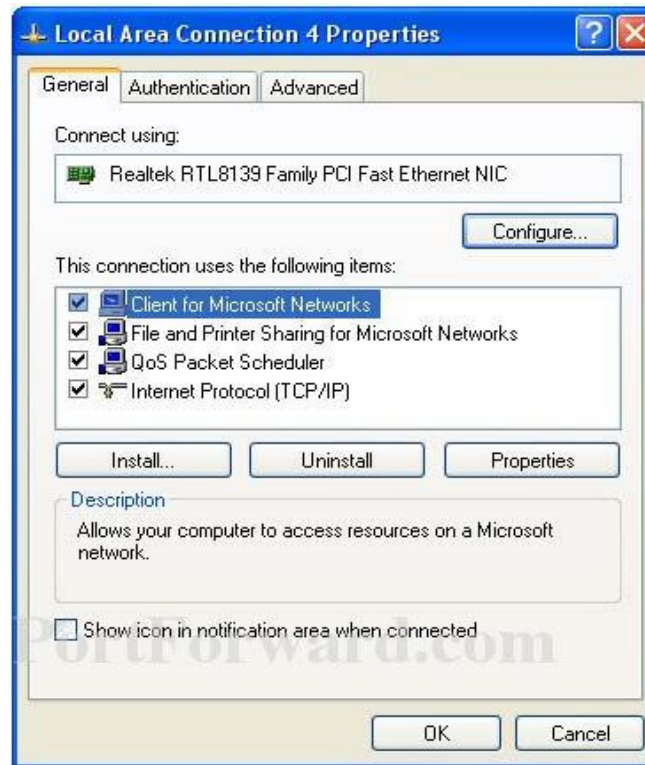 Local Area Connection 4 Properties
General Authentication Advanced
Connect using:
Realtek RTL8139 Family PCI Fast Ethernet NIC
Configure...
This connection uses the following items:
Client for Microsoft Networks
File and Printer Sharing for Microsoft Networks
QoS Packet Scheduler
Internet Protocol (TCP/IP)
Install... Uninstall Properties
Description
Allows your computer to access resources on a Microsoft
network.
Show icon in notification area when connected
PortForward.com
OK Cancel